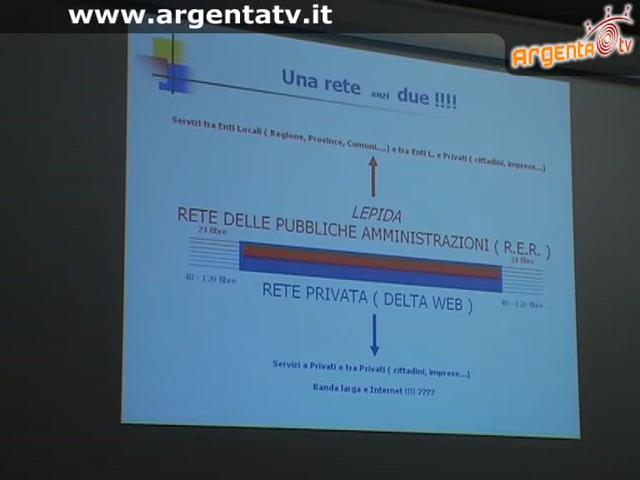 www.argentatv.it
Argenta tv
Una rete anzi due !!!!
Servizi tra Enti Locali ( Regione, Province, Comuni,...) e tra Enti L. e Privati ( cittadini, imprese...)
LEPIDA
RETE DELLE PUBBLICHE AMMINISTRAZIONI ( R.E.R. )
24 fibre
24 fibre
48 - 120 fibre
48 - 120 fibre
RETE PRIVATA ( DELTA WEB )
Servizi a Privati e tra Privati ( cittadini, imprese...)
Banda larga e Internet !!!! ????